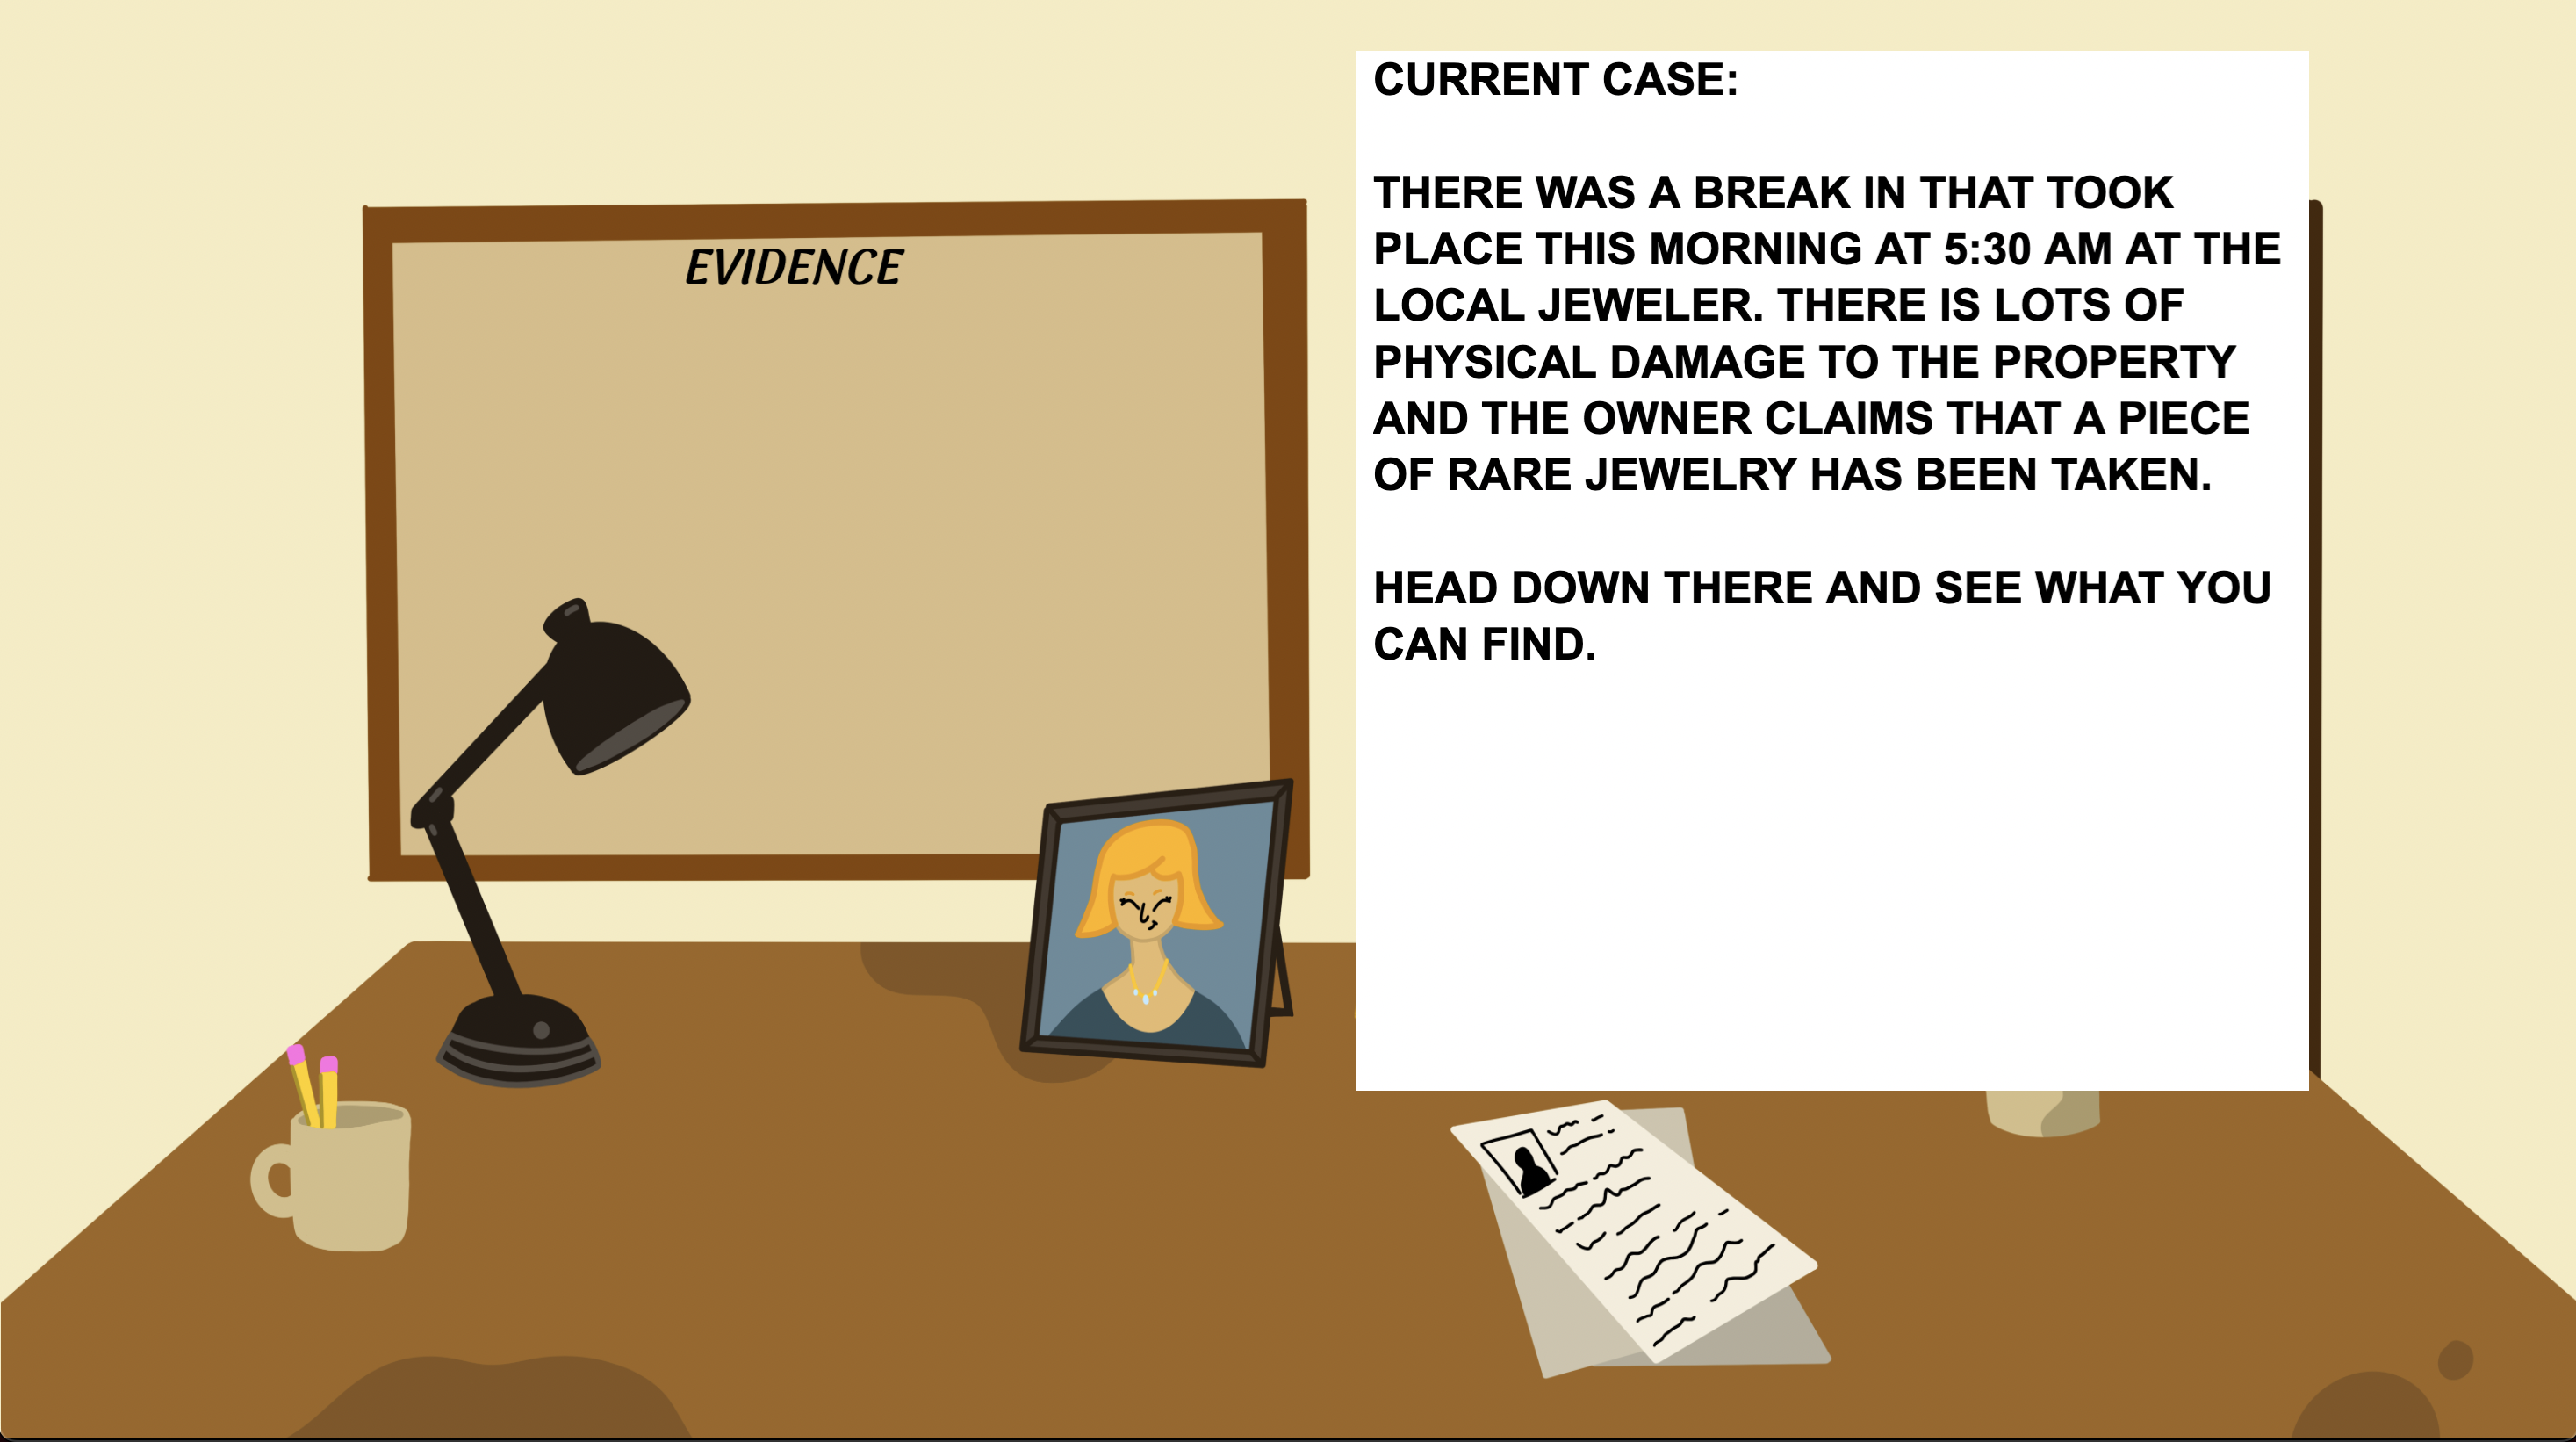 EVIDENCE
CURRENT CASE:
THERE WAS A BREAK IN THAT TOOK
PLACE THIS MORNING AT 5:30 AM AT THE
LOCAL JEWELER. THERE IS LOTS OF
PHYSICAL DAMAGE TO THE PROPERTY
AND THE OWNER CLAIMS THAT A PIECE
OF RARE JEWELRY HAS BEEN TAKEN.
HEAD DOWN THERE AND SEE WHAT YOU
CAN FIND.